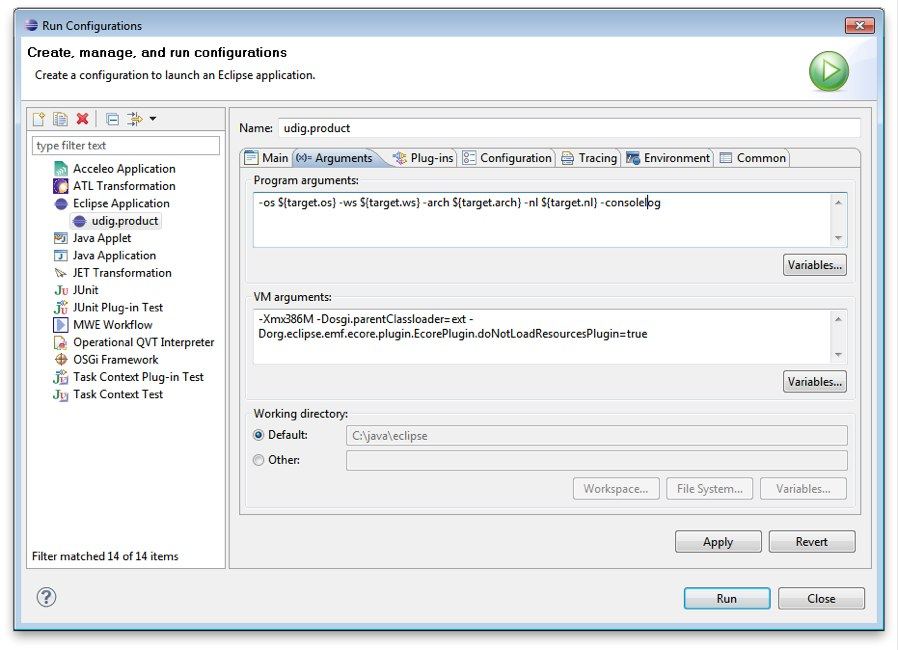 Run Configurations
Create, manage, and run configurations
Create a configuration to launch an Eclipse application.
type filter text
Acceleo Application
ATL Transformation
Eclipse Application
udig.product
Java Applet
Java Application
JET Transformation
Ju JUnit
JUnit Plug-in Test
MWE Workflow
Operational QVT Interpreter
OSGi Framework
Task Context Plug-in Test
Task Context Test
Filter matched 14 of 14 items
Name: udig.product
Main (x)= Arguments Plug-ins Configuration Tracing Environment Common
Program arguments:
-os ${target.os} -ws ${target.ws} -arch ${target.arch} -nl ${target.nl} -consolelog
Variables...
VM arguments:
-Xmx386M -Dosgi.parentClassloader=ext -
Dorg.eclipse.emf.ecore.plugin.EcorePlugin.doNotLoadResourcesPlugin=true
Variables...
Working directory:
Default: C:\java\eclipse
Other:
Workspace... File System... Variables...
Apply Revert
? Run Close